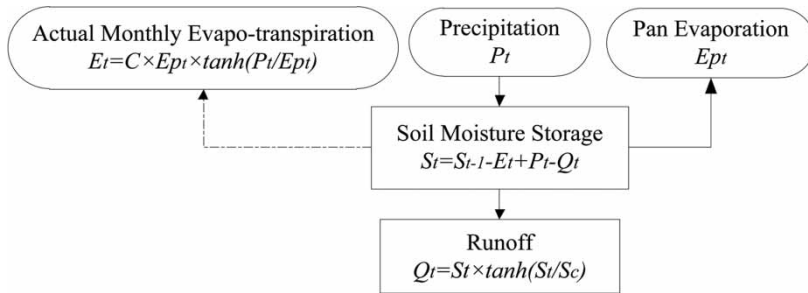 Actual Monthly Evapo-transpiration
Et=C×Ept×tanh(Pt/Ept)
Precipitation
Pt
Pan Evaporation
Ept
Soil Moisture Storage
St=St-1-Et+Pt-Qt
Runoff
Qt=St×tanh(St/Sc)